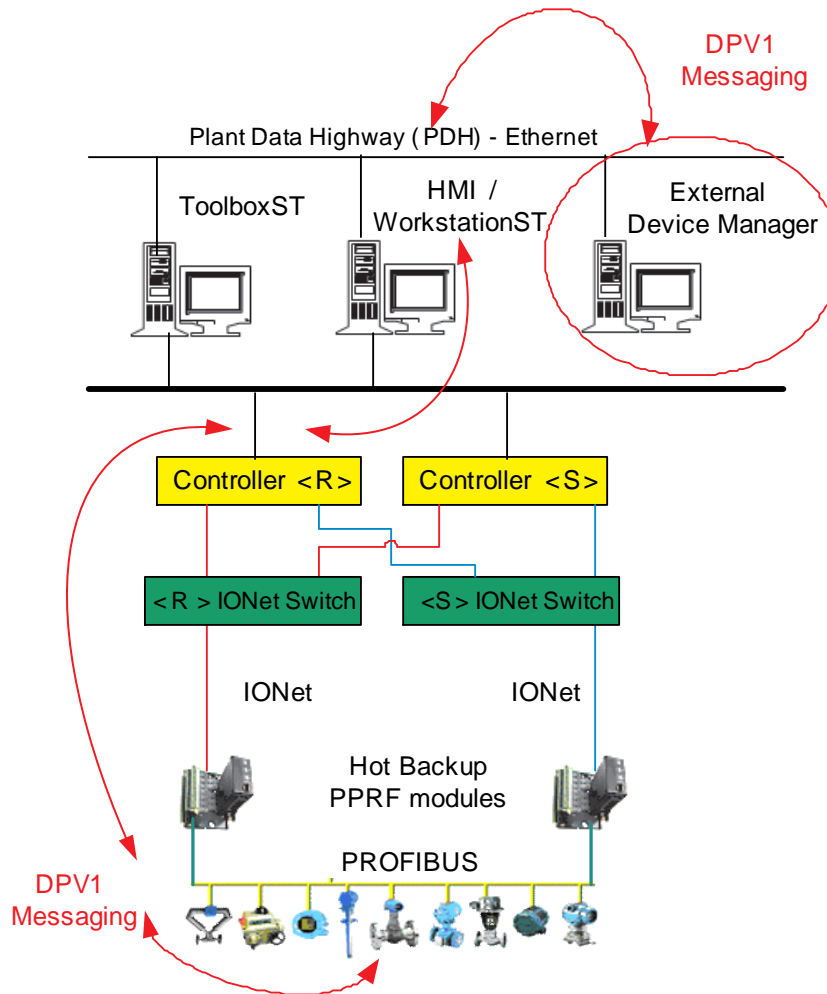 DPV1
Messaging
Plant Data Highway (PDH) - Ethernet
ToolboxST
HMI /
WorkstationST
External
Device Manager
Controller <R>
Controller <S>
<R> IONet Switch
<S> IONet Switch
IONet
IONet
Hot Backup
PPRF modules
PROFIBUS
DPV1
Messaging